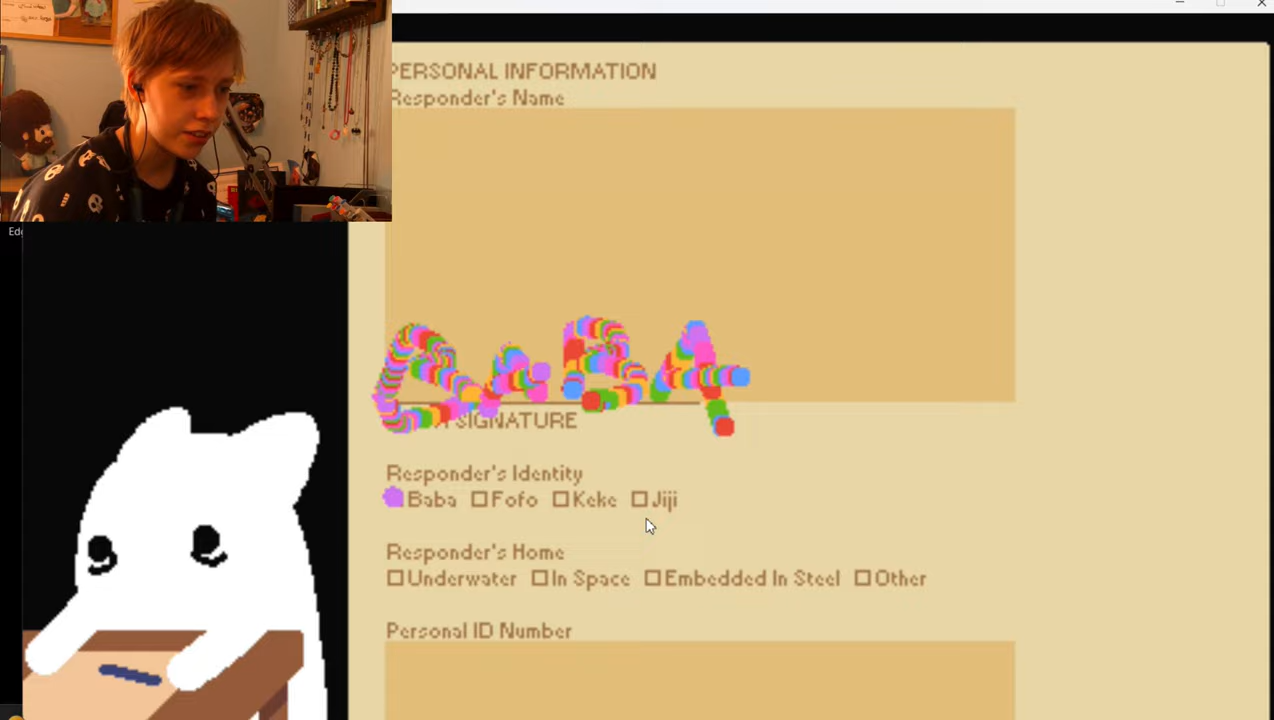 PERSONAL INFORMATION
Responder's Name
BABA
SIGNATURE
Responder's Identity
Baba Fofo Keke Jiji
Responder's Home
Underwater In Space Embedded In Steel Other
Personal ID Number